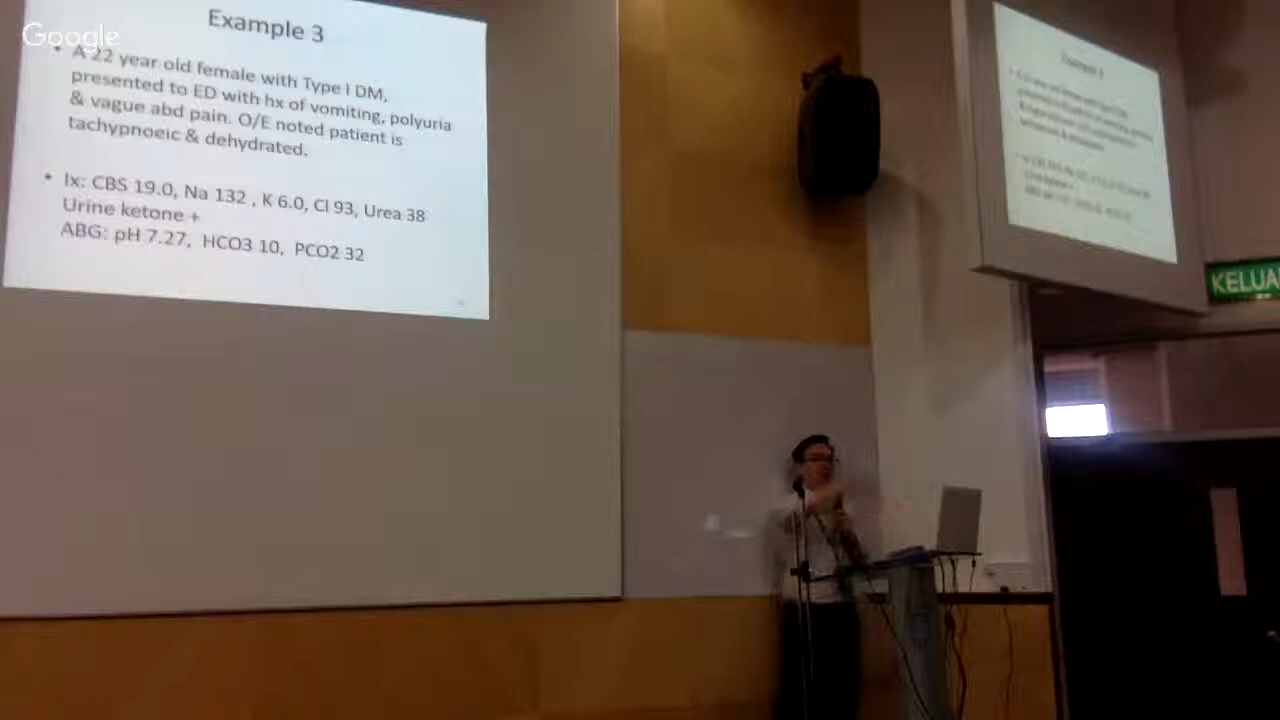 Google
Example 3
• A 22 year old female with Type I DM,
presented to ED with hx of vomiting, polyuria
& vague abd pain. O/E noted patient is
tachypnoeic & dehydrated.
• Ix: CBS 19.0, Na 132 , K 6.0, Cl 93, Urea 38
Urine ketone +
ABG: pH 7.27, HCO3 10, PCO2 32
Example 3
KELUA